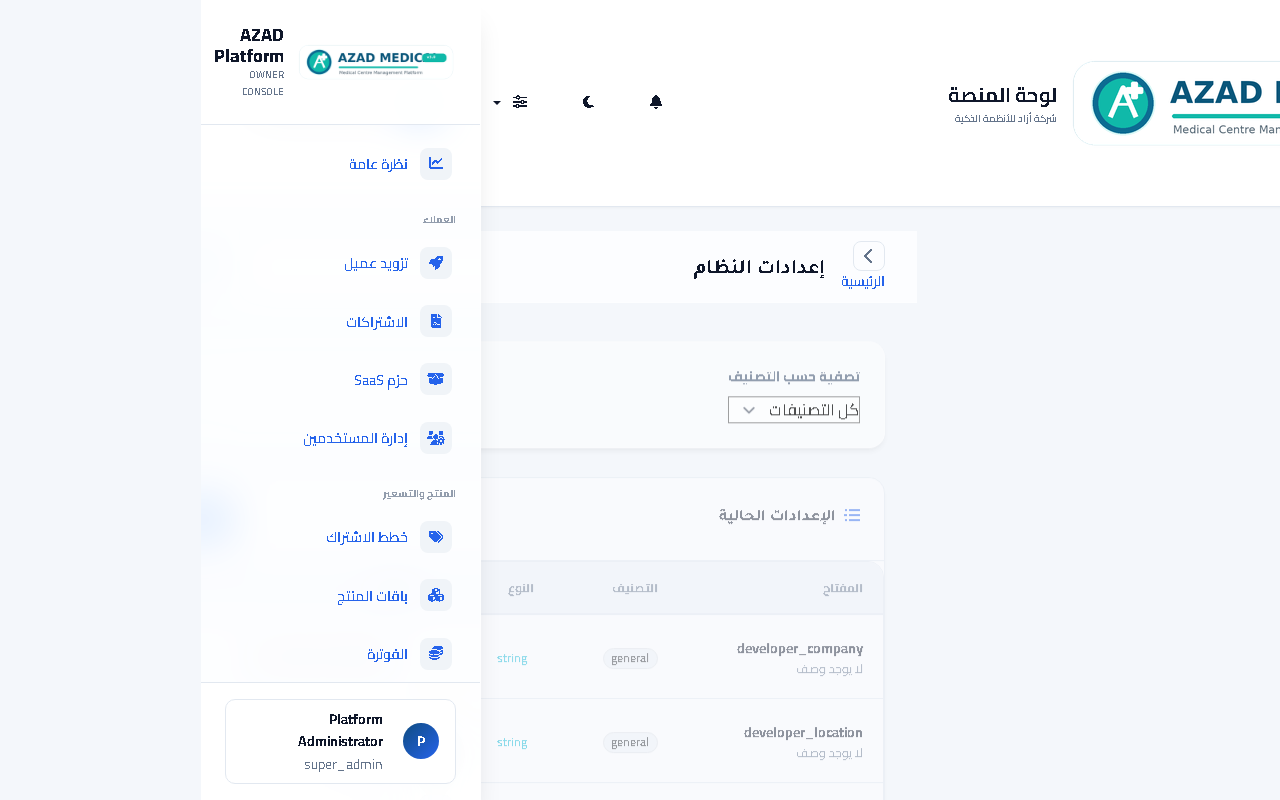 AZAD
Platform
OWNER
CONSOLE
AZAD MEDIC
Medical Centre Management Platform
نظرة عامة
العملاء
تزويد عميل
الاشتراكات
حزم SaaS
إدارة المستخدمين
المنتج والتسعير
خطط الاشتراك
باقات المنتج
الفوترة
P
Platform
Administrator
super_admin
AZAD
Medical Centre Man
لوحة المنصة
شركة أزاد للأنظمة الذكية
الرئيسية
إعدادات النظام
تصفية حسب التصنيف
كل التصنيفات
الإعدادات الحالية
المفتاح التصنيف النوع
developer_company general string
لا يوجد وصف
developer_location general string
لا يوجد وصف